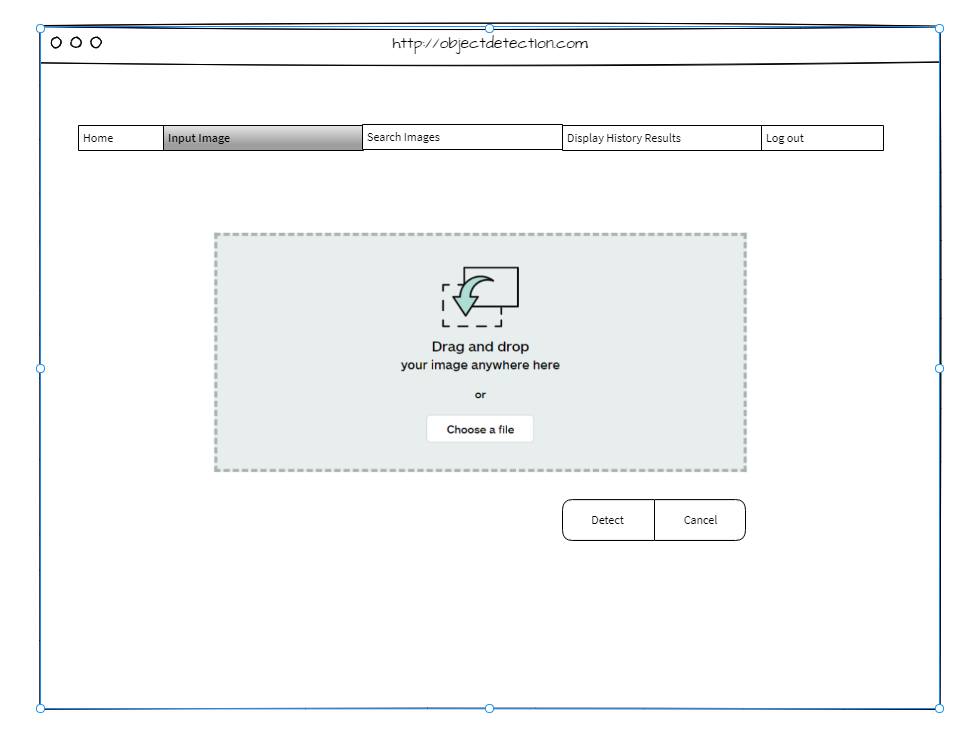 http://objectdetection.com
Home
Input Image
Search Images
Display History Results
Log out
Drag and drop
your image anywhere here
or
Choose a file
Detect
Cancel